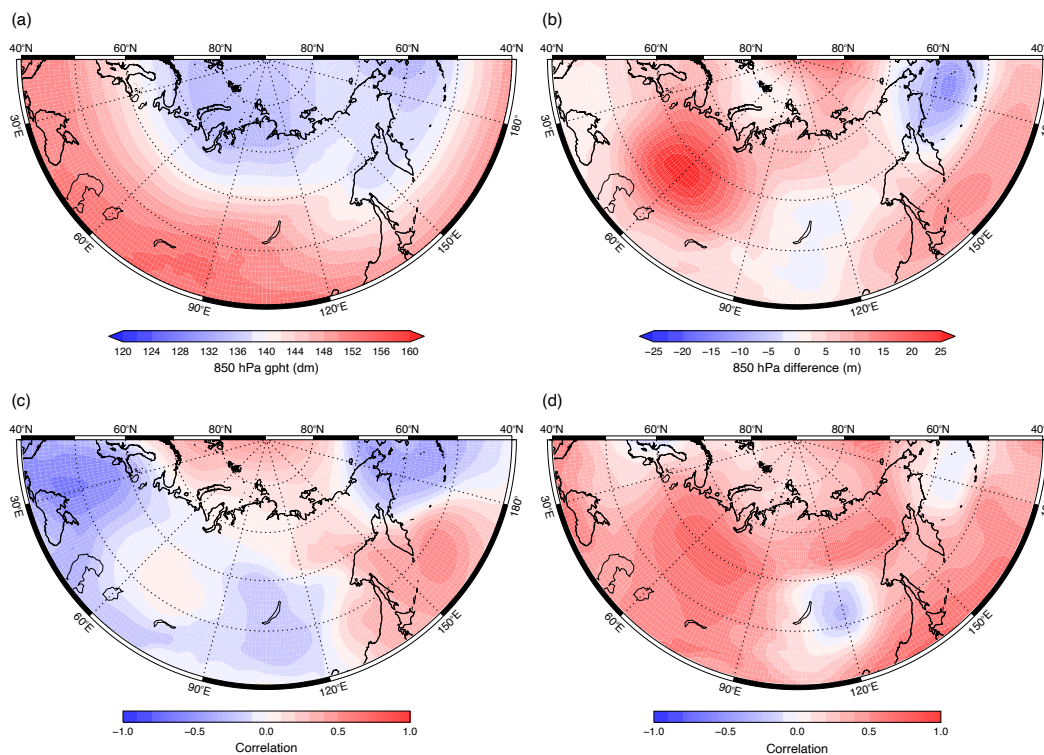 (a)
40°N 60°N 80°N 80°N 60°N 40°N
30°E 180°
60°E 150°E
90°E 120°E
120 124 128 132 136 140 144 148 152 156 160
850 hPa gpht (dm)
(b)
40°N 60°N 80°N 80°N 60°N 40°N
30°E 180°
60°E 150°E
90°E 120°E
−25 −20 −15 −10 −5 0 5 10 15 20 25
850 hPa difference (m)
(c)
40°N 60°N 80°N 80°N 60°N 40°N
30°E 180°
60°E 150°E
90°E 120°E
−1.0 −0.5 0.0 0.5 1.0
Correlation
(d)
40°N 60°N 80°N 80°N 60°N 40°N
30°E 180°
60°E 150°E
90°E 120°E
−1.0 −0.5 0.0 0.5 1.0
Correlation